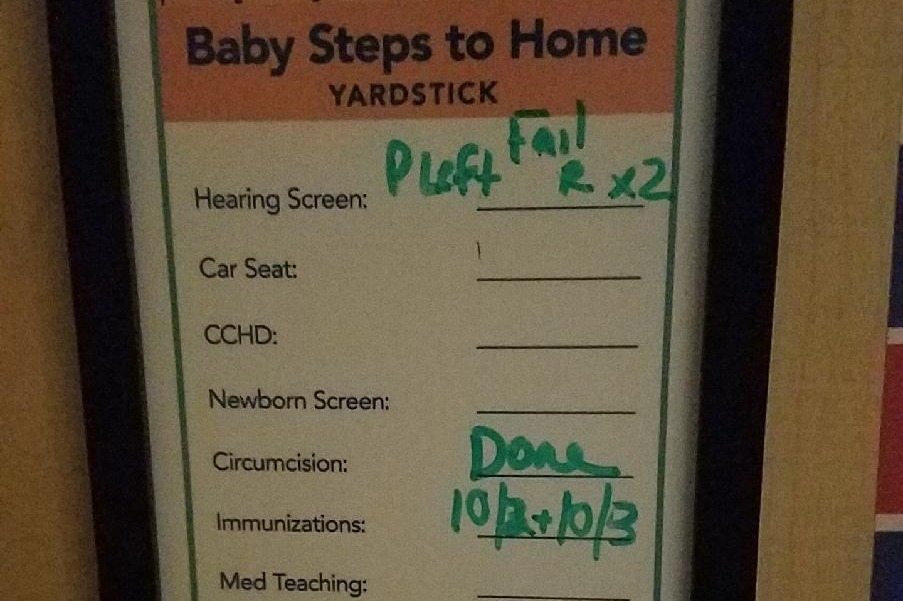 Baby Steps to Home
YARDSTICK
Hearing Screen: P Left Fail R x2
Car Seat:
CCHD:
Newborn Screen:
Circumcision: Done
Immunizations: 10/2+10/3
Med Teaching: